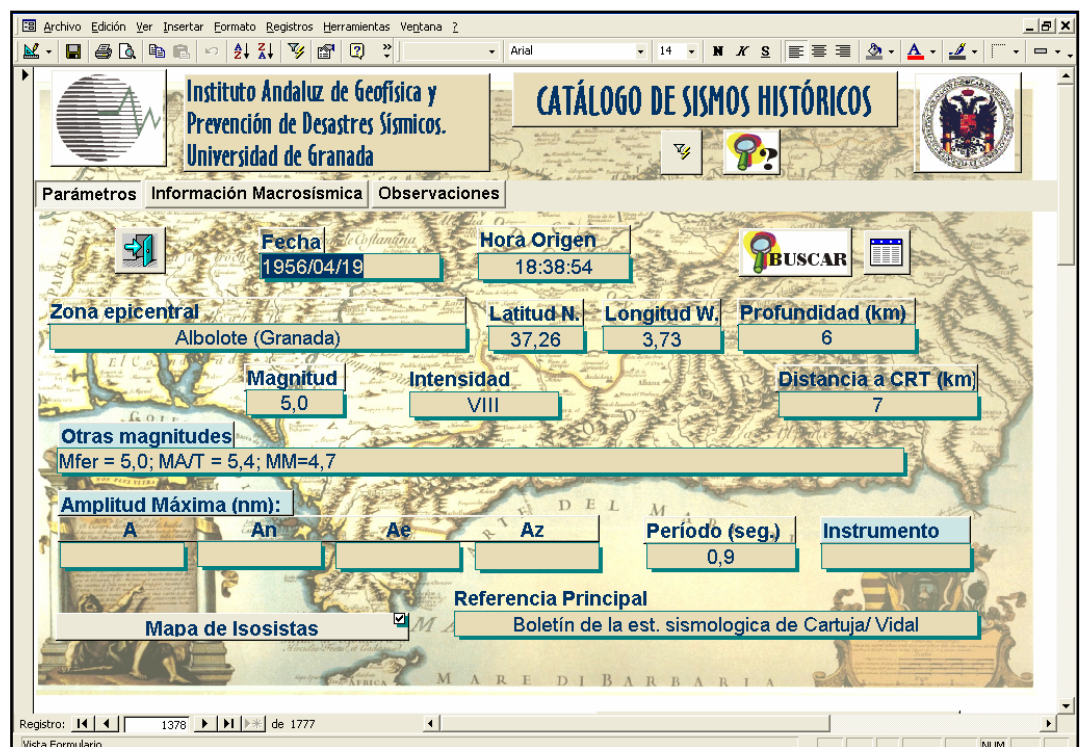 Archivo Edición Ver Insertar Formato Registros Herramientas Ventana ?
Arial 14 N K S
Instituto Andaluz de Geofísica y
Prevención de Desastres Sísmicos.
Universidad de Granada
CATÁLOGO DE SISMOS HISTÓRICOS
Parámetros Información Macrosísmica Observaciones
Fecha
1956/04/19
Hora Origen
18:38:54
BUSCAR
Zona epicentral
Albolote (Granada)
Latitud N.
37,26
Longitud W.
3,73
Profundidad (km)
6
Magnitud
5,0
Intensidad
VIII
Distancia a CRT (km)
7
Otras magnitudes
Mfer = 5,0; MA/T = 5,4; MM=4,7
Amplitud Máxima (nm):
A An Ae Az
Período (seg.)
0,9
Instrumento
Mapa de Isosistas
Referencia Principal
Boletín de la est. sismologica de Cartuja/ Vidal
PARTE DEL MAR
MARE DI BARBARIA
AFRICA
Registro: 1378 de 1777
Vista Formulario NUM